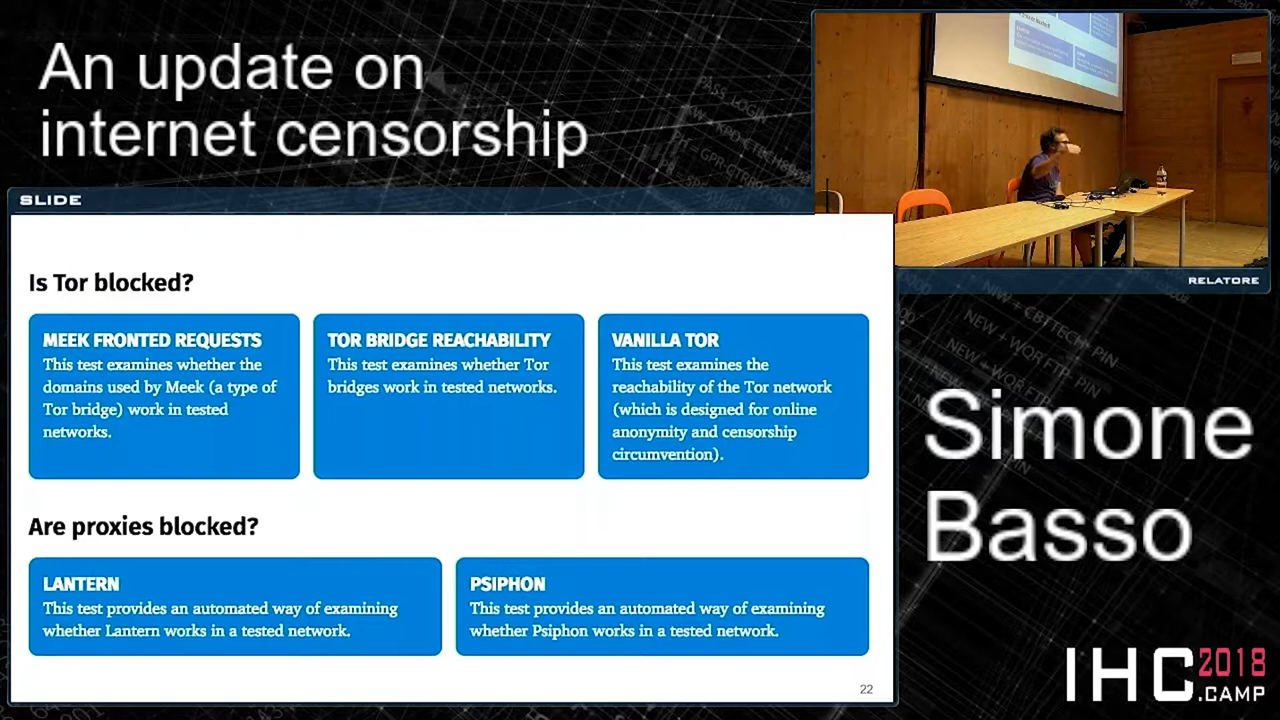 An update on
internet censorship
SLIDE
Is Tor blocked?
MEEK FRONTED REQUESTS
This test examines whether the
domains used by Meek (a type of
Tor bridge) work in tested
networks.
TOR BRIDGE REACHABILITY
This test examines whether Tor
bridges work in tested networks.
VANILLA TOR
This test examines the
reachability of the Tor network
(which is designed for online
anonymity and censorship
circumvention).
Are proxies blocked?
LANTERN
This test provides an automated way of examining
whether Lantern works in a tested network.
PSIPHON
This test provides an automated way of examining
whether Psiphon works in a tested network.
22
RELATORE
Simone
Basso
IHC 2018
.CAMP